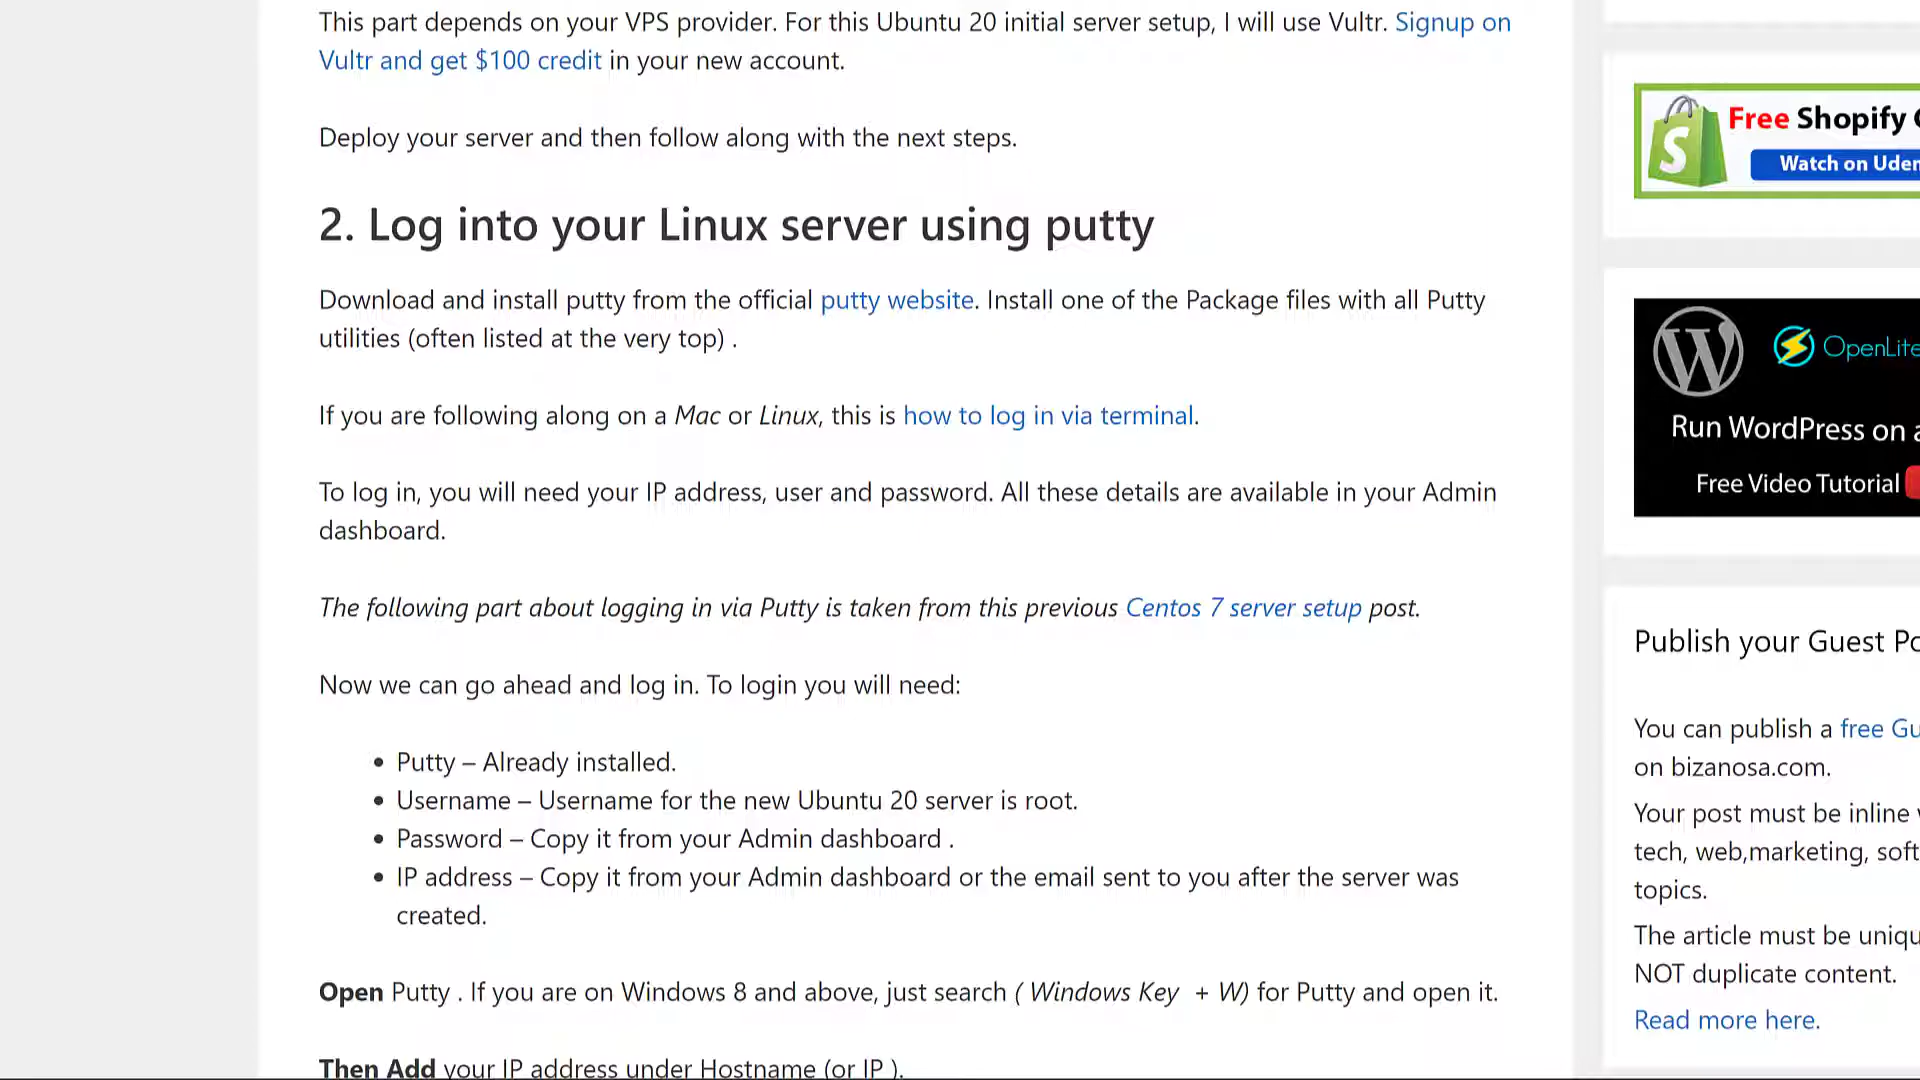 This part depends on your VPS provider. For this Ubuntu 20 initial server setup, I will use Vultr. Signup on
Vultr and get $100 credit in your new account.
Deploy your server and then follow along with the next steps.
2. Log into your Linux server using putty
Download and install putty from the official putty website. Install one of the Package files with all Putty
utilities (often listed at the very top) .
If you are following along on a Mac or Linux, this is how to log in via terminal.
To log in, you will need your IP address, user and password. All these details are available in your Admin
dashboard.
The following part about logging in via Putty is taken from this previous Centos 7 server setup post.
Now we can go ahead and log in. To login you will need:
• Putty – Already installed.
• Username – Username for the new Ubuntu 20 server is root.
• Password – Copy it from your Admin dashboard .
• IP address – Copy it from your Admin dashboard or the email sent to you after the server was
created.
Open Putty . If you are on Windows 8 and above, just search ( Windows Key + W) for Putty and open it.
Then Add your IP address under Hostname (or IP ).
Free Shopify
Watch on Uder
OpenLite
Run WordPress on a
Free Video Tutorial
Publish your Guest Po
You can publish a free Gu
on bizanosa.com.
Your post must be inline
tech, web,marketing, soft
topics.
The article must be uniqu
NOT duplicate content.
Read more here.